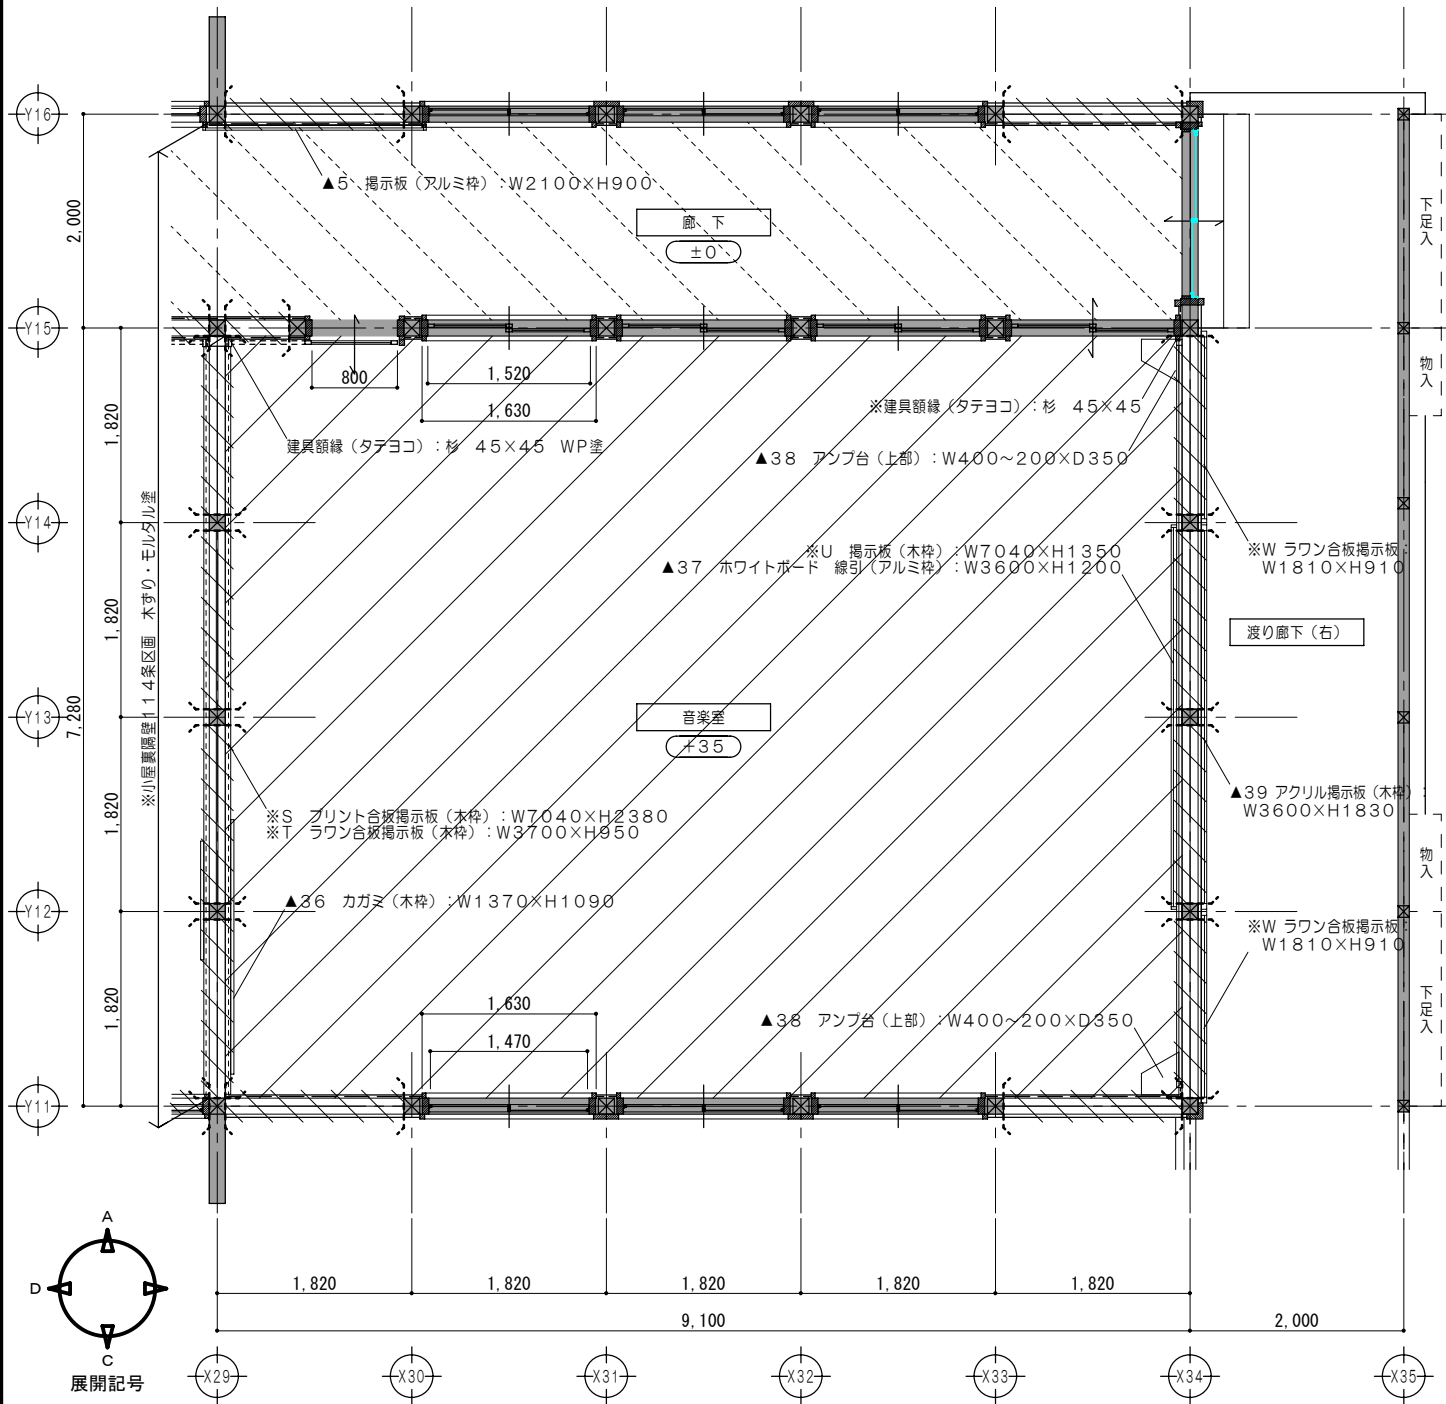 Y16
▲5 掲示板（アルミ枠）：W2100×H900
2,000
廊 下
±0
下足入
Y15
800
1,520
1,630
物入
※建具額縁（タテヨコ）：杉 45×45
1,820
建具額縁（タテヨコ）：杉 45×45 WP塗
▲38 アンプ台（上部）：W400～200×D350
※小屋裏隔壁114条区画 木ずり・モルタル塗
Y14
※U 掲示板（木枠）：W7040×H1350
▲37 ホワイトボード 線引（アルミ枠）：W3600×H1200
※W ラワン合板掲示板：
W1810×H910
1,820
渡り廊下（右）
7,280
Y13
音楽室
+35
▲39 アクリル掲示板（木枠）：
W3600×H1830
1,820
※S プリント合板掲示板（木枠）：W7040×H2380
※T ラワン合板掲示板（木枠）：W3700×H950
物入
▲36 カガミ（木枠）：W1370×H1090
Y12
※W ラワン合板掲示板：
W1810×H910
1,820
1,630
1,470
▲38 アンプ台（上部）：W400～200×D350
下足入
Y11
A
D
C
展開記号
1,820
1,820
1,820
1,820
1,820
9,100
2,000
X29
X30
X31
X32
X33
X34
X35